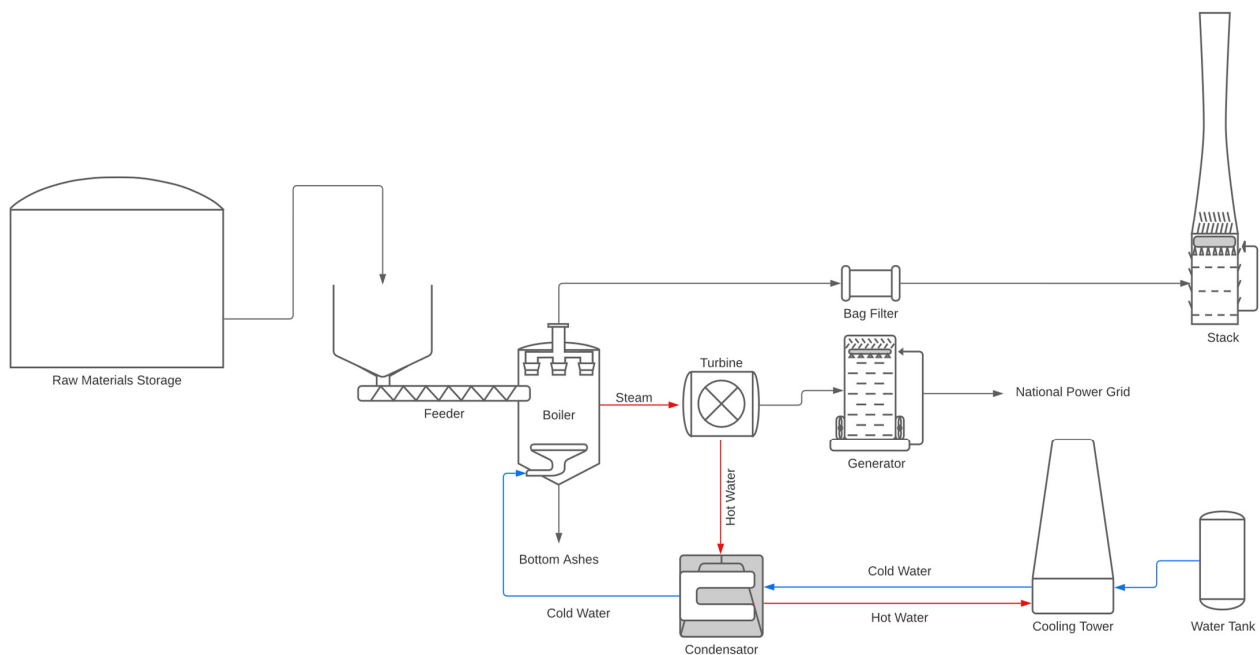 Bag Filter
Stack
Turbine
Raw Materials Storage
Steam
National Power Grid
Feeder
Boiler
Generator
Hot Water
Bottom Ashes
Cold Water
Cold Water
Hot Water
Cooling Tower
Water Tank
Condensator